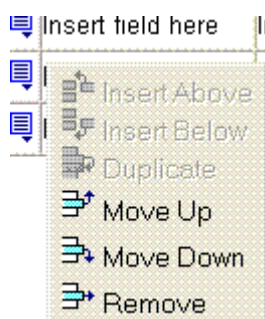 Insert field here
Insert Above
Insert Below
Duplicate
Move Up
Move Down
Remove